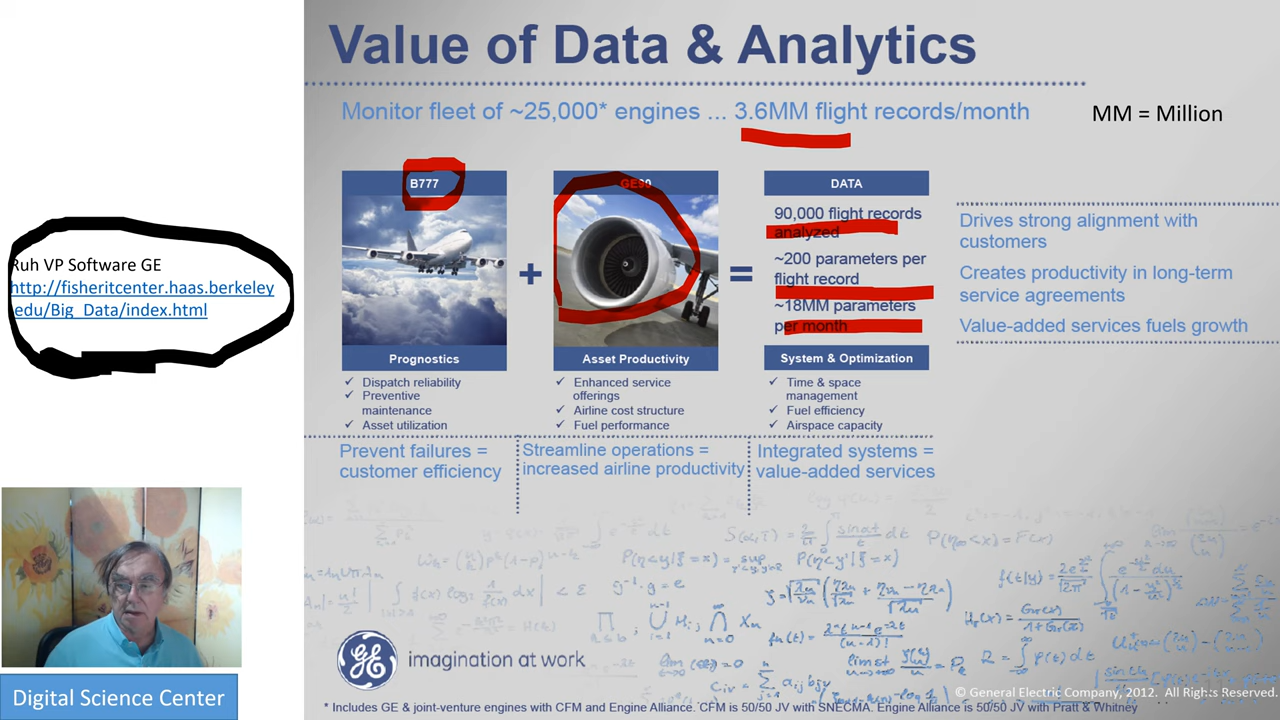 Value of Data & Analytics
Monitor fleet of ~25,000* engines ... 3.6MM flight records/month
MM = Million
Ruh VP Software GE
http://fisheritcenter.haas.berkeley
.edu/Big_Data/index.html
B777
GE90
DATA
90,000 flight records
analyzed
~200 parameters per
flight record
~18MM parameters
per month
+
=
Prognostics
Asset Productivity
System & Optimization
✓ Dispatch reliability
✓ Preventive
maintenance
✓ Asset utilization
✓ Enhanced service
offerings
✓ Airline cost structure
✓ Fuel performance
✓ Time & space
management
✓ Fuel efficiency
✓ Airspace capacity
Drives strong alignment with
customers
Creates productivity in long-term
service agreements
Value-added services fuels growth
Prevent failures =
customer efficiency
Streamline operations =
increased airline productivity
Integrated systems =
value-added services
GE
imagination at work
Digital Science Center
© General Electric Company, 2012. All Rights Reserved.
* Includes GE & joint-venture engines with CFM and Engine Alliance. CFM is 50/50 JV with SNECMA. Engine Alliance is 50/50 JV with Pratt & Whitney